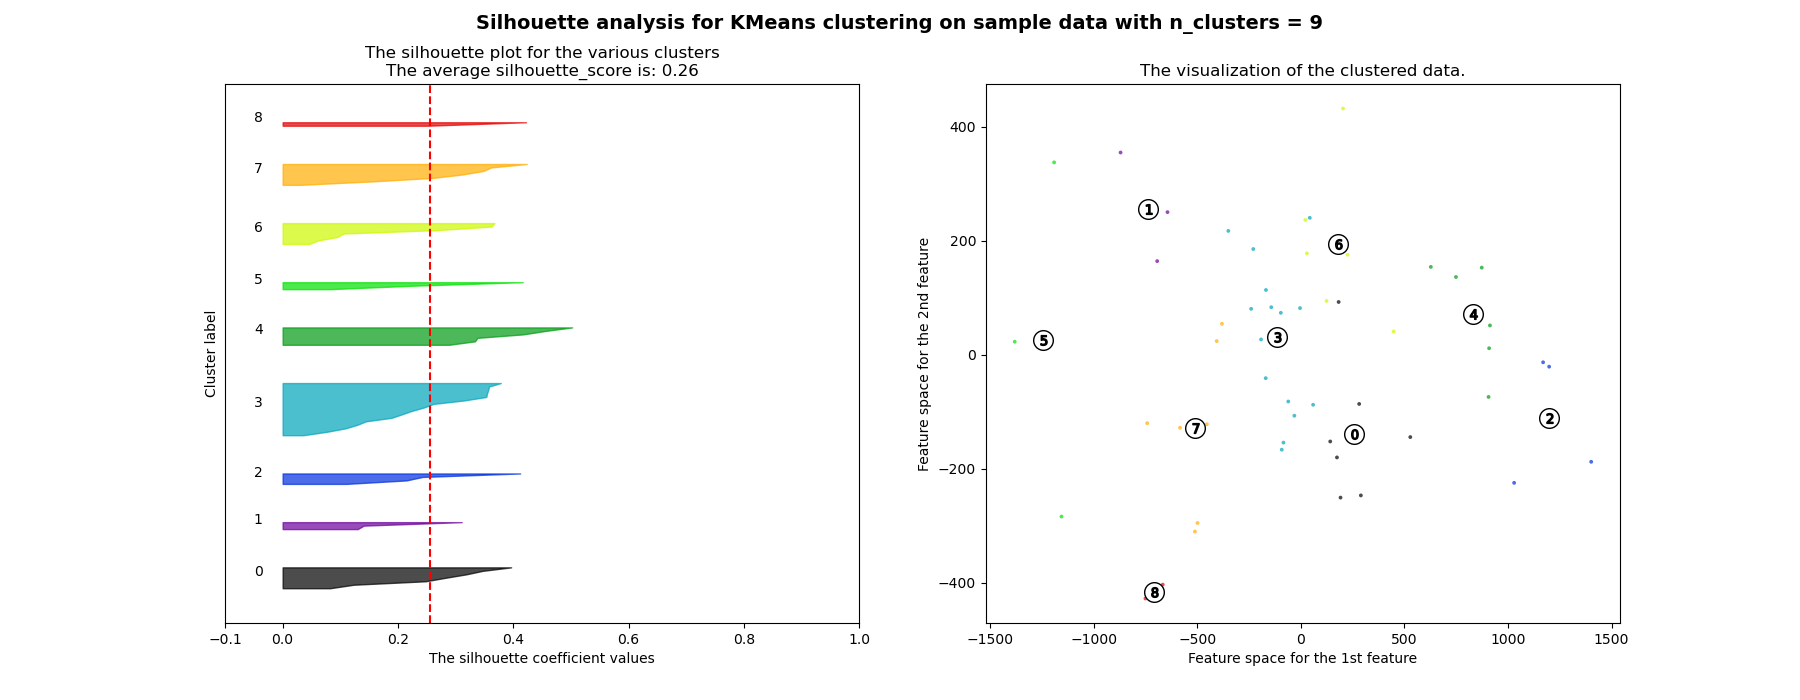 Silhouette analysis for KMeans clustering on sample data with n_clusters = 9
The silhouette plot for the various clusters
The average silhouette_score is: 0.26
8
7
6
5
4
3
2
1
0
Cluster label
−0.1 0.0 0.2 0.4 0.6 0.8 1.0
The silhouette coefficient values
The visualization of the clustered data.
400
200
0
−200
−400
Feature space for the 2nd feature
1
6
4
3
5
2
7
0
8
−1500 −1000 −500 0 500 1000 1500
Feature space for the 1st feature